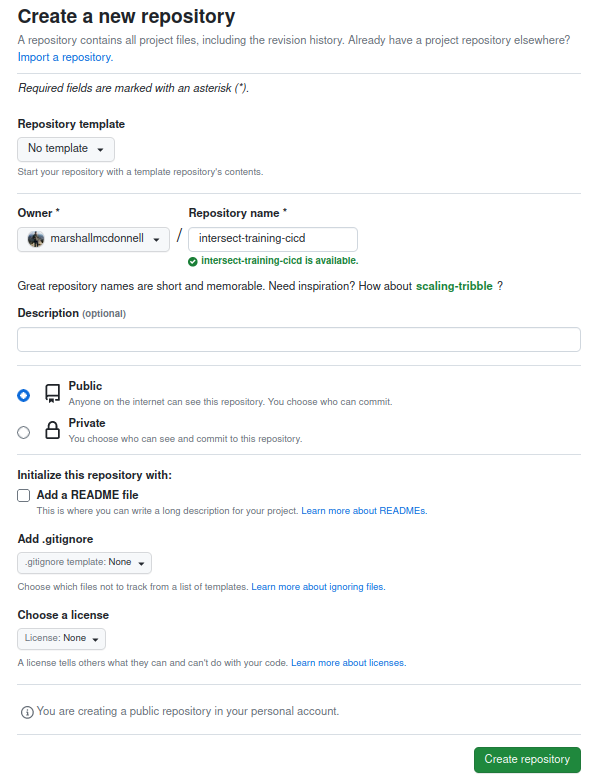 Create a new repository
A repository contains all project files, including the revision history. Already have a project repository elsewhere?
Import a repository.
Required fields are marked with an asterisk (*).
Repository template
No template
Start your repository with a template repository's contents.
Owner * Repository name *
marshallmcdonnell / intersect-training-cicd
intersect-training-cicd is available.
Great repository names are short and memorable. Need inspiration? How about scaling-tribble ?
Description (optional)
Public
Anyone on the internet can see this repository. You choose who can commit.
Private
You choose who can see and commit to this repository.
Initialize this repository with:
Add a README file
This is where you can write a long description for your project. Learn more about READMEs.
Add .gitignore
.gitignore template: None
Choose which files not to track from a list of templates. Learn more about ignoring files.
Choose a license
License: None
A license tells others what they can and can't do with your code. Learn more about licenses.
You are creating a public repository in your personal account.
Create repository